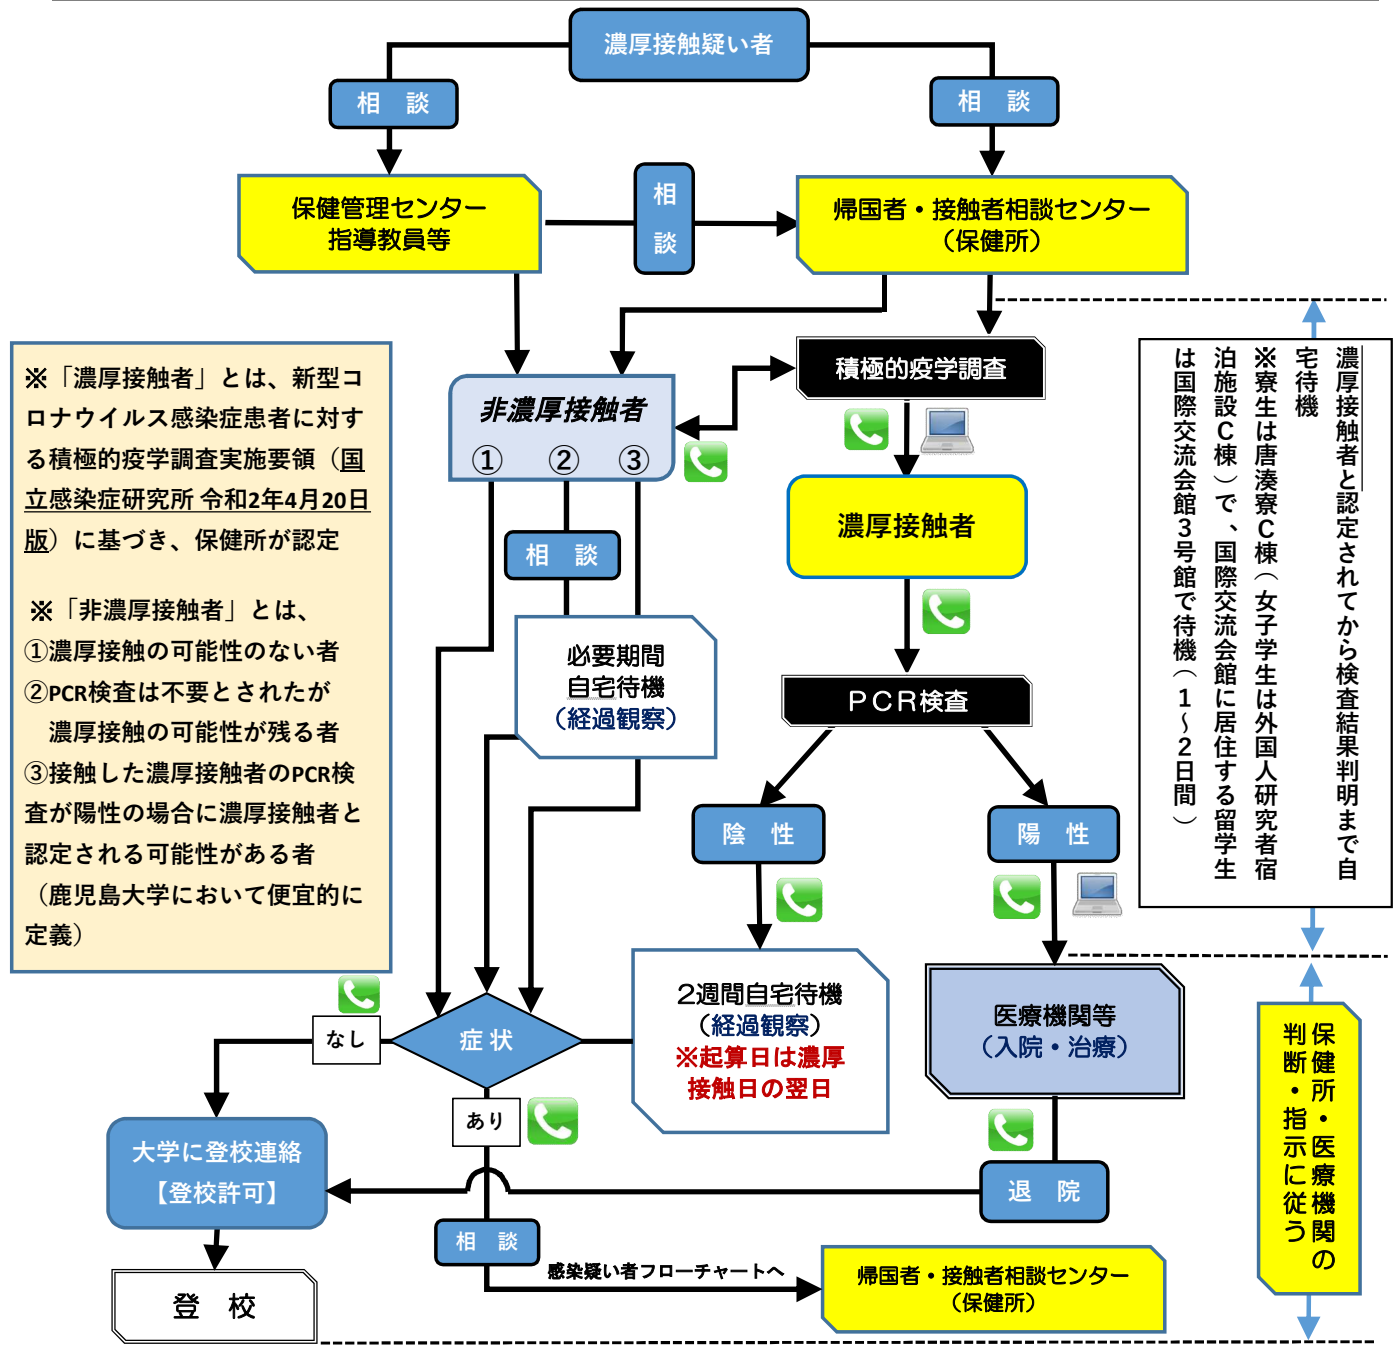 濃厚接触疑い者
相　談
相　談
保健管理センター
指導教員等
相
談
帰国者・接触者相談センター
（保健所）
※「濃厚接触者」とは、新型コ
ロナウイルス感染症患者に対す
る積極的疫学調査実施要領（国
立感染症研究所 令和2年4月20日
版）に基づき、保健所が認定
※「非濃厚接触者」とは、
①濃厚接触の可能性のない者
②PCR検査は不要とされたが
濃厚接触の可能性が残る者
③接触した濃厚接触者のPCR検
査が陽性の場合に濃厚接触者と
認定される可能性がある者
（鹿児島大学において便宜的に
定義）
非濃厚接触者
①　②　③
積極的疫学調査
濃厚接触者
相　談
必要期間
自宅待機
（経過観察）
ＰＣＲ検査
陰　性
陽　性
濃厚接触者と認定されてから検査結果判明まで自
宅待機
※寮生は唐湊寮Ｃ棟（女子学生は外国人研究者宿
泊施設Ｃ棟）で、国際交流会館に居住する留学生
は国際交流会館３号館で待機（１～２日間）
２週間自宅待機
（経過観察）
※起算日は濃厚
接触日の翌日
医療機関等
（入院・治療）
症 状
なし
あり
保健所・医療機関の
判断・指示に従う
大学に登校連絡
【登校許可】
退　院
相　談
感染疑い者フローチャートへ
帰国者・接触者相談センター
（保健所）
登　校